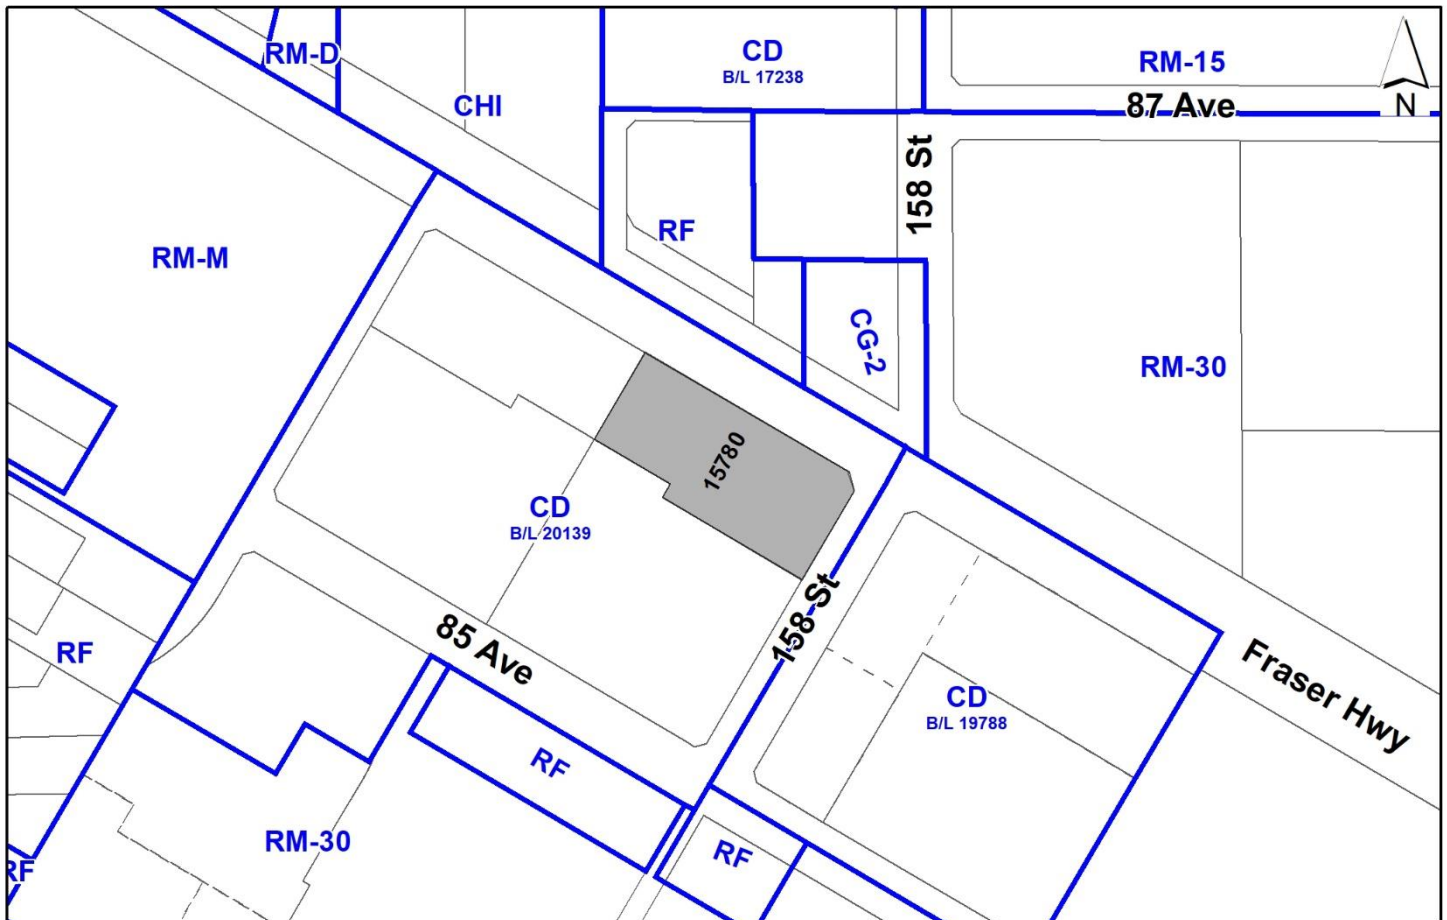 RM-D
CD
B/L 17238
RM-15
CHI
87 Ave
N
158 St
RF
RM-M
CG-2
RM-30
15780
CD
B/L 20139
158 St
85 Ave
RF
CD
B/L 19788
Fraser Hwy
RF
RM-30
RF
RF